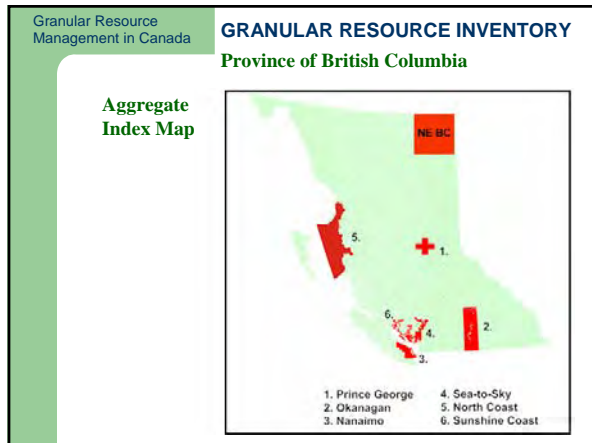 Granular Resource
Management in Canada
GRANULAR RESOURCE INVENTORY
Province of British Columbia
Aggregate
Index Map
NE BC
5.
1.
6.
4.
2.
3.
1. Prince George
2. Okanagan
3. Nanaimo
4. Sea-to-Sky
5. North Coast
6. Sunshine Coast